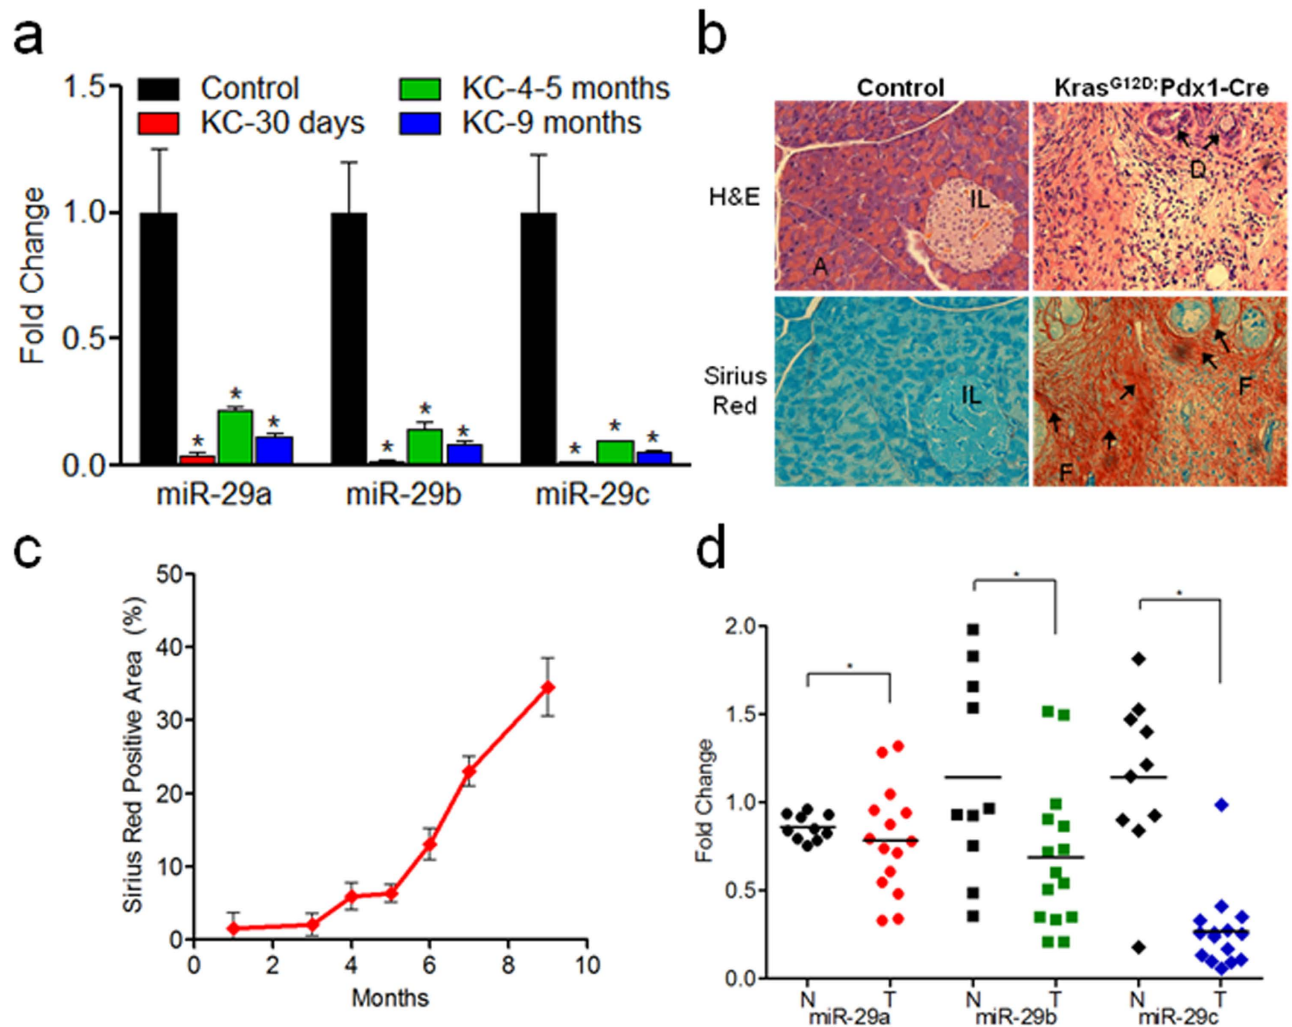 a
1.5
1.0
0.5
0.0
Fold Change
Control
KC-30 days
KC-4-5 months
KC-9 months
* * *
* * *
* * *
miR-29a miR-29b miR-29c
b
Control Kras^G12D;Pdx1-Cre
H&E
IL
A
D
Sirius
Red
IL
F
F
c
50
40
30
20
10
0
Sirius Red Positive Area (%)
0 2 4 6 8 10
Months
d
* * *
2.0
1.5
1.0
0.5
0.0
Fold Change
N T N T N T
miR-29a miR-29b miR-29c